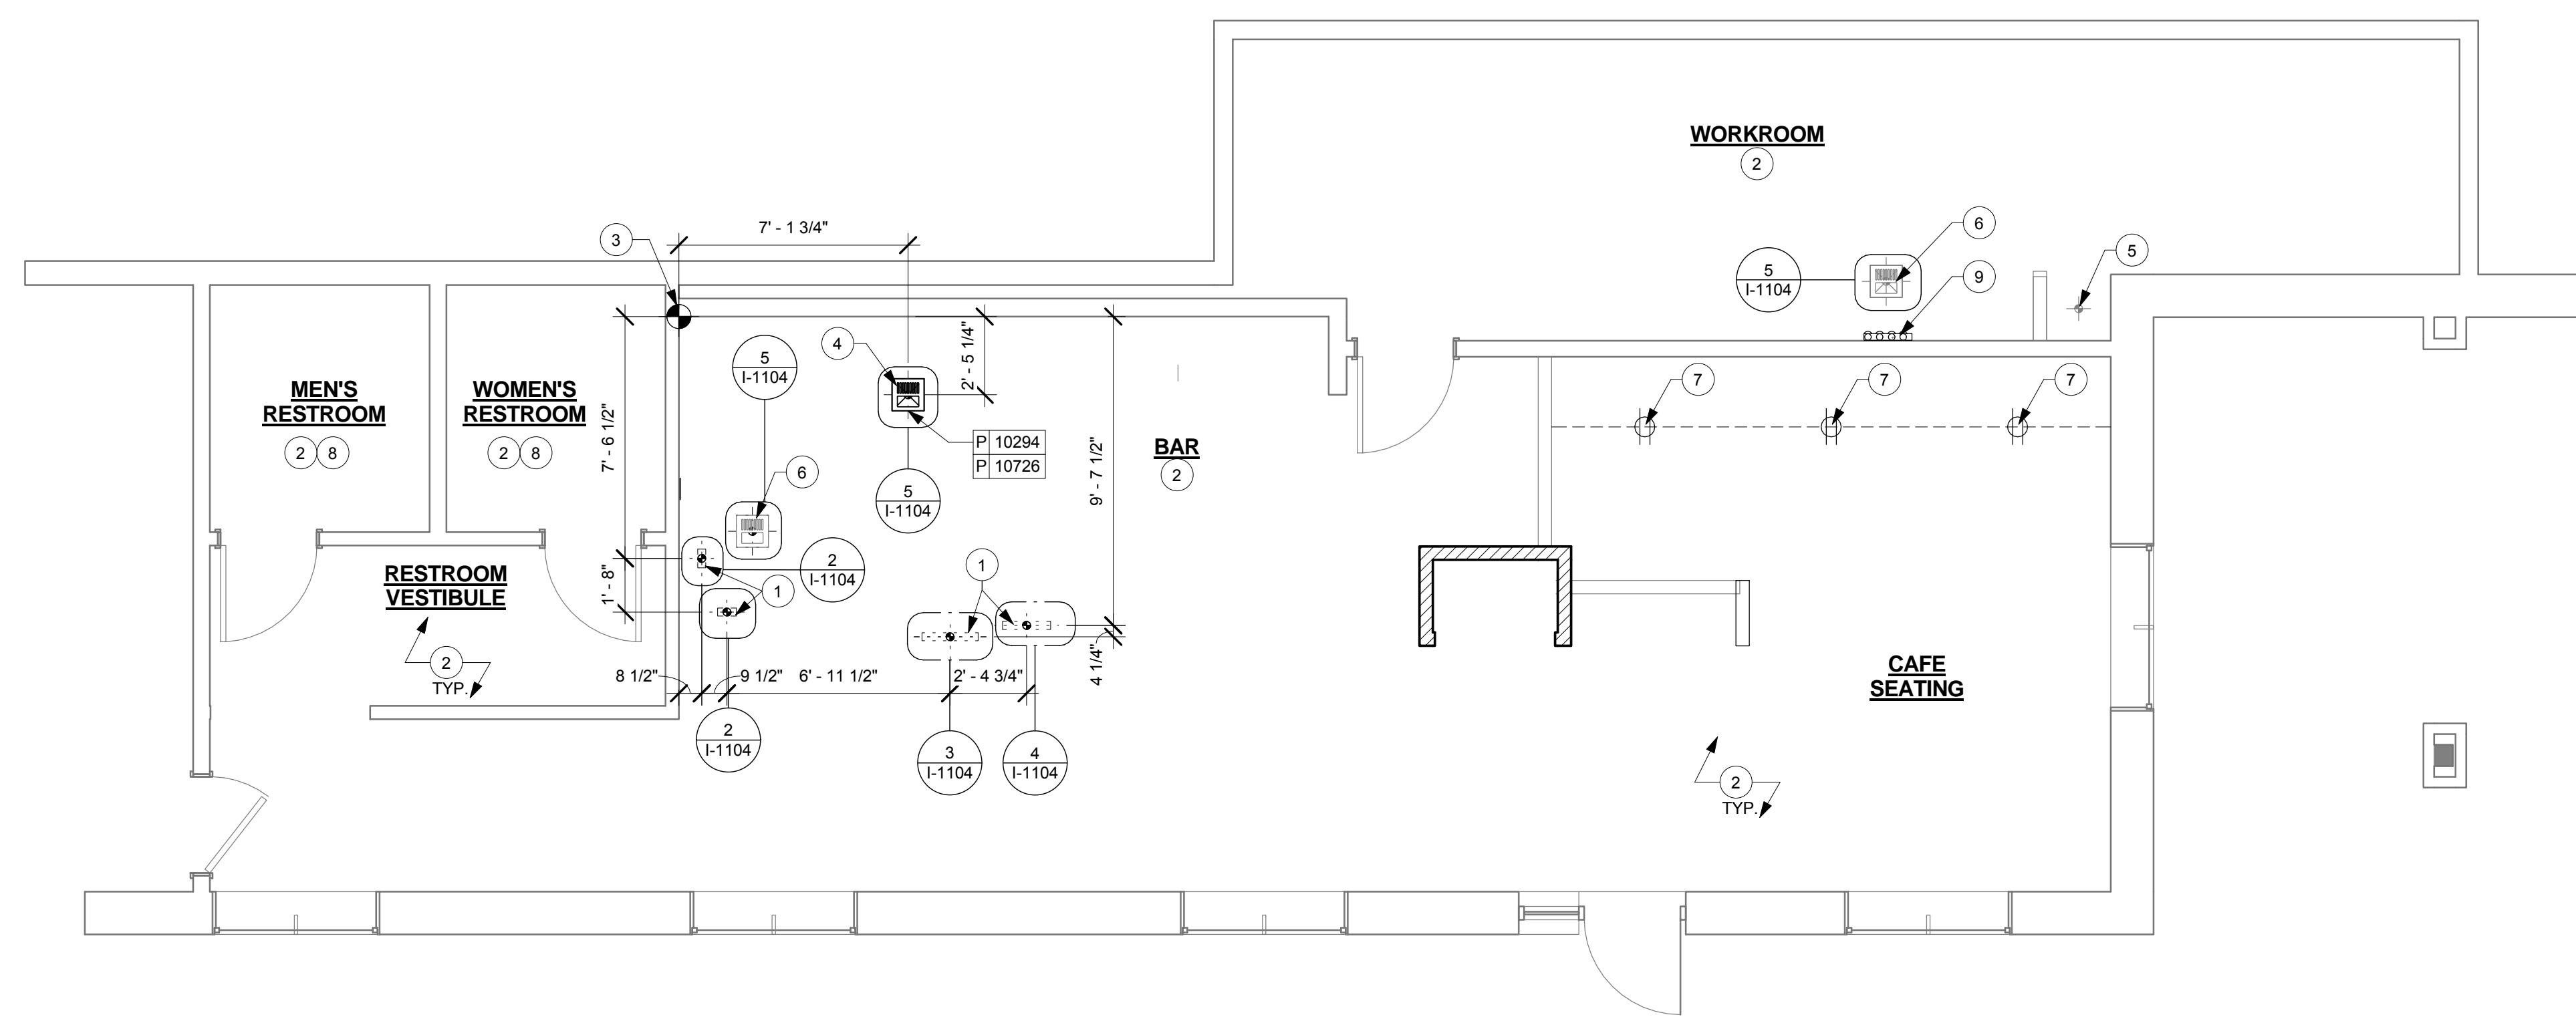 WORKROOM
2
6
3
7' - 1 3/4"
5
5
I-1104
9
2' - 5 1/4"
4
5
I-1104
7
7
7
MEN'S
RESTROOM
2 8
WOMEN'S
RESTROOM
2 8
7' - 6 1/2"
P 10294
P 10726
BAR
2
9' - 7 1/2"
6
5
I-1104
2
I-1104
1
1
RESTROOM
VESTIBULE
1' - 8"
2
TYP.
8 1/2"
9 1/2"
6' - 11 1/2"
2' - 4 3/4"
4 1/4"
CAFE
SEATING
2
I-1104
3
I-1104
4
I-1104
2
TYP.